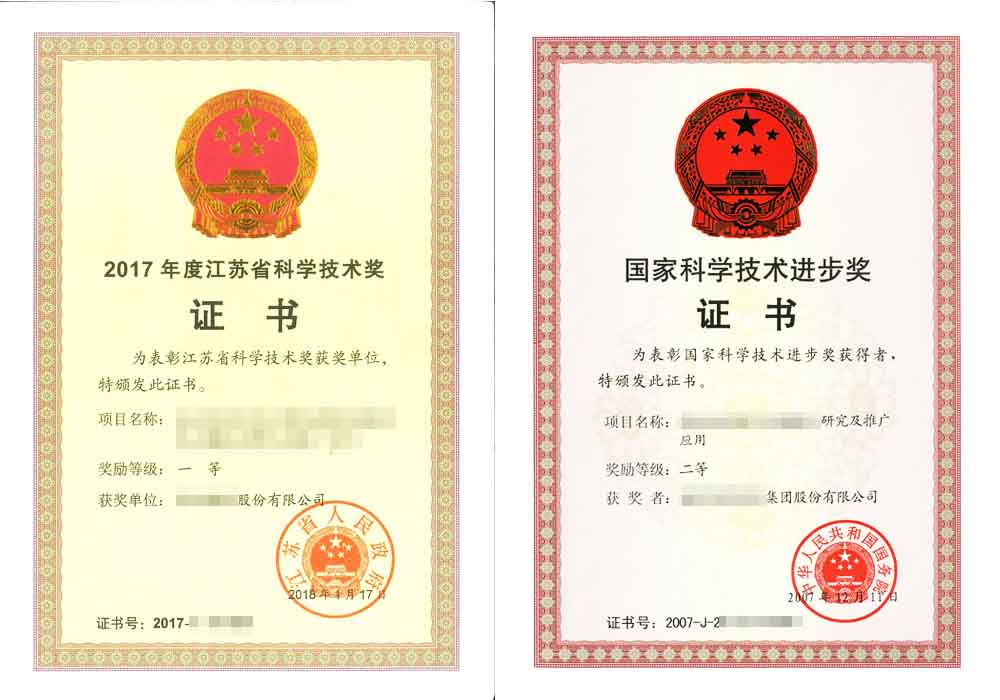 2017 年度江苏省科学技术奖
证 书
为表彰江苏省科学技术奖获奖单位，
特颁发此证书。
项目名称：
奖励等级： 一 等
获奖单位： 股份有限公司
江苏省人民政府
2018 年 1 月 17 日
证书号： 2017-
国家科学技术进步奖
证 书
为表彰国家科学技术进步奖获得者，
特颁发此证书。
项目名称： 研究及推广
应用
奖励等级：二等
获 奖 者： 集团股份有限公司
中华人民共和国国务院
2007 年 12 月 11 日
证书号： 2007-J-2